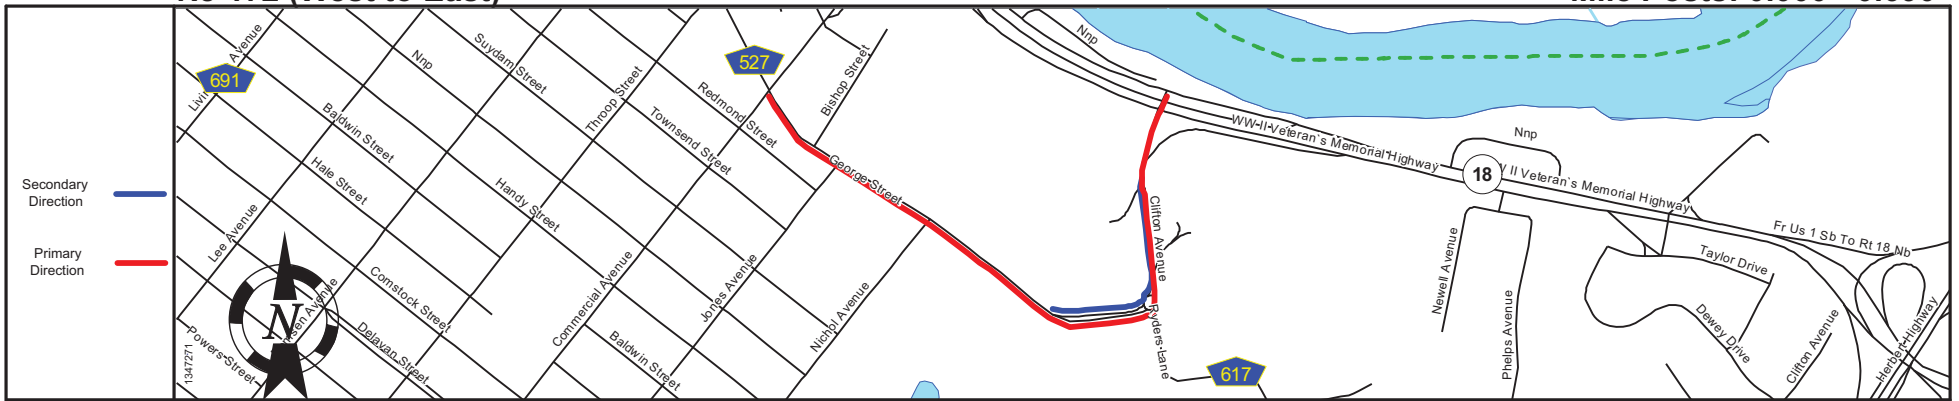 Secondary
Direction
Primary
Direction
691
527
18
617
Avenue
Nnp
Suydam Street
Baldwin Street
Hale Street
Lee Avenue
Throop Street
Townsend Street
Redmond Street
Bishop Street
Handy Street
George Street
Comstock Street
Commercial Avenue
Jones Avenue
Nichol Avenue
Delavan Street
Powers Street
Baldwin Street
1347271
N
Nnp
WW II Veteran`s Memorial Highway
Nnp
II Veteran`s Memorial Highway
Clifton Avenue
Ryders Lane
Newell Avenue
Phelps Avenue
Fr Us 1 Sb To Rt 18 Nb
Taylor Drive
Dewey Drive
Clifton Avenue
Herbert Highway